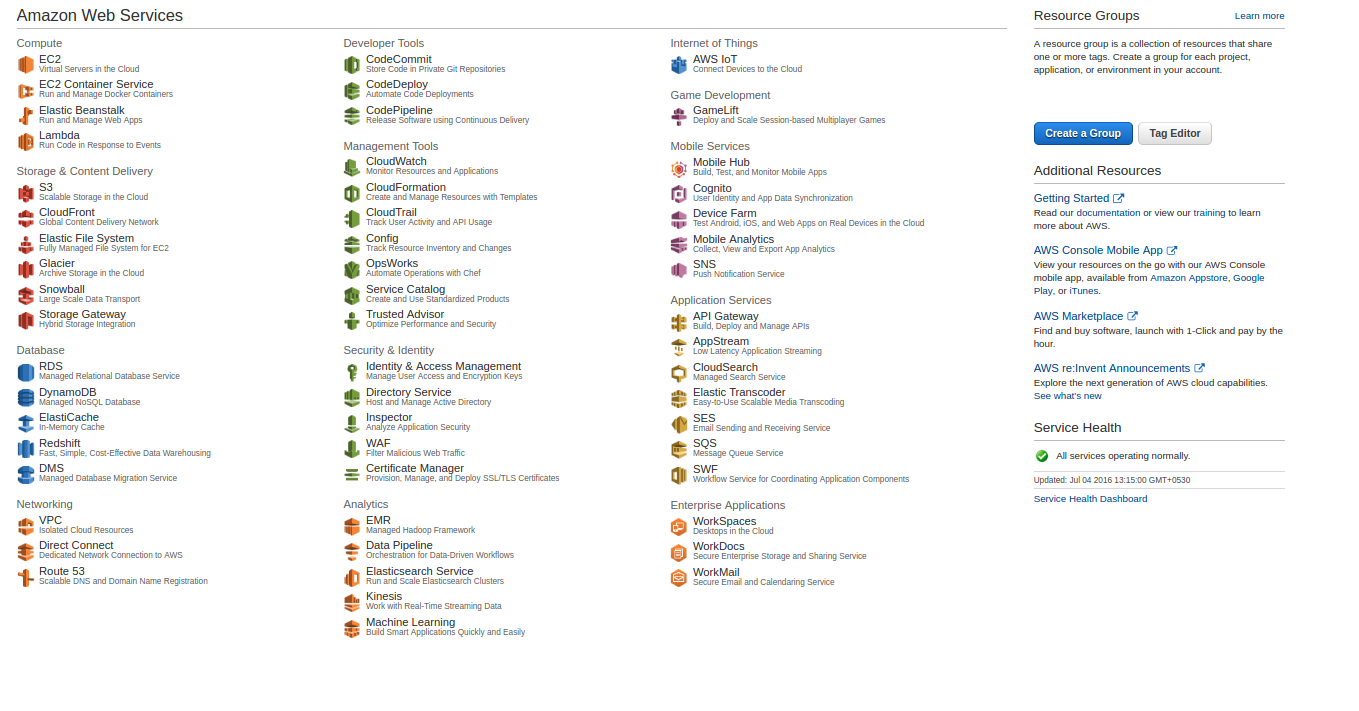 Amazon Web Services
Compute
EC2
Virtual Servers in the Cloud
EC2 Container Service
Run and Manage Docker Containers
Elastic Beanstalk
Run and Manage Web Apps
Lambda
Run Code in Response to Events
Storage & Content Delivery
S3
Scalable Storage in the Cloud
CloudFront
Global Content Delivery Network
Elastic File System
Fully Managed File System for EC2
Glacier
Archive Storage in the Cloud
Snowball
Large Scale Data Transport
Storage Gateway
Hybrid Storage Integration
Database
RDS
Managed Relational Database Service
DynamoDB
Managed NoSQL Database
ElastiCache
In-Memory Cache
Redshift
Fast, Simple, Cost-Effective Data Warehousing
DMS
Managed Database Migration Service
Networking
VPC
Isolated Cloud Resources
Direct Connect
Dedicated Network Connection to AWS
Route 53
Scalable DNS and Domain Name Registration
Developer Tools
CodeCommit
Store Code in Private Git Repositories
CodeDeploy
Automate Code Deployments
CodePipeline
Release Software using Continuous Delivery
Management Tools
CloudWatch
Monitor Resources and Applications
CloudFormation
Create and Manage Resources with Templates
CloudTrail
Track User Activity and API Usage
Config
Track Resource Inventory and Changes
OpsWorks
Automate Operations with Chef
Service Catalog
Create and Use Standardized Products
Trusted Advisor
Optimize Performance and Security
Security & Identity
Identity & Access Management
Manage User Access and Encryption Keys
Directory Service
Host and Manage Active Directory
Inspector
Analyze Application Security
WAF
Filter Malicious Web Traffic
Certificate Manager
Provision, Manage, and Deploy SSL/TLS Certificates
Analytics
EMR
Managed Hadoop Framework
Data Pipeline
Orchestration for Data-Driven Workflows
Elasticsearch Service
Run and Scale Elasticsearch Clusters
Kinesis
Work with Real-Time Streaming Data
Machine Learning
Build Smart Applications Quickly and Easily
Internet of Things
AWS IoT
Connect Devices to the Cloud
Game Development
GameLift
Deploy and Scale Session-based Multiplayer Games
Mobile Services
Mobile Hub
Build, Test, and Monitor Mobile Apps
Cognito
User Identity and App Data Synchronization
Device Farm
Test Android, iOS, and Web Apps on Real Devices in the Cloud
Mobile Analytics
Collect, View and Export App Analytics
SNS
Push Notification Service
Application Services
API Gateway
Build, Deploy and Manage APIs
AppStream
Low Latency Application Streaming
CloudSearch
Managed Search Service
Elastic Transcoder
Easy-to-Use Scalable Media Transcoding
SES
Email Sending and Receiving Service
SQS
Message Queue Service
SWF
Workflow Service for Coordinating Application Components
Enterprise Applications
WorkSpaces
Desktops in the Cloud
WorkDocs
Secure Enterprise Storage and Sharing Service
WorkMail
Secure Email and Calendaring Service
Resource Groups
Learn more
A resource group is a collection of resources that share
one or more tags. Create a group for each project,
application, or environment in your account.
Create a Group
Tag Editor
Additional Resources
Getting Started
Read our documentation or view our training to learn
more about AWS.
AWS Console Mobile App
View your resources on the go with our AWS Console
mobile app, available from Amazon Appstore, Google
Play, or iTunes.
AWS Marketplace
Find and buy software, launch with 1-Click and pay by the
hour.
AWS re:Invent Announcements
Explore the next generation of AWS cloud capabilities.
See what's new
Service Health
All services operating normally.
Updated: Jul 04 2016 13:15:00 GMT+0530
Service Health Dashboard